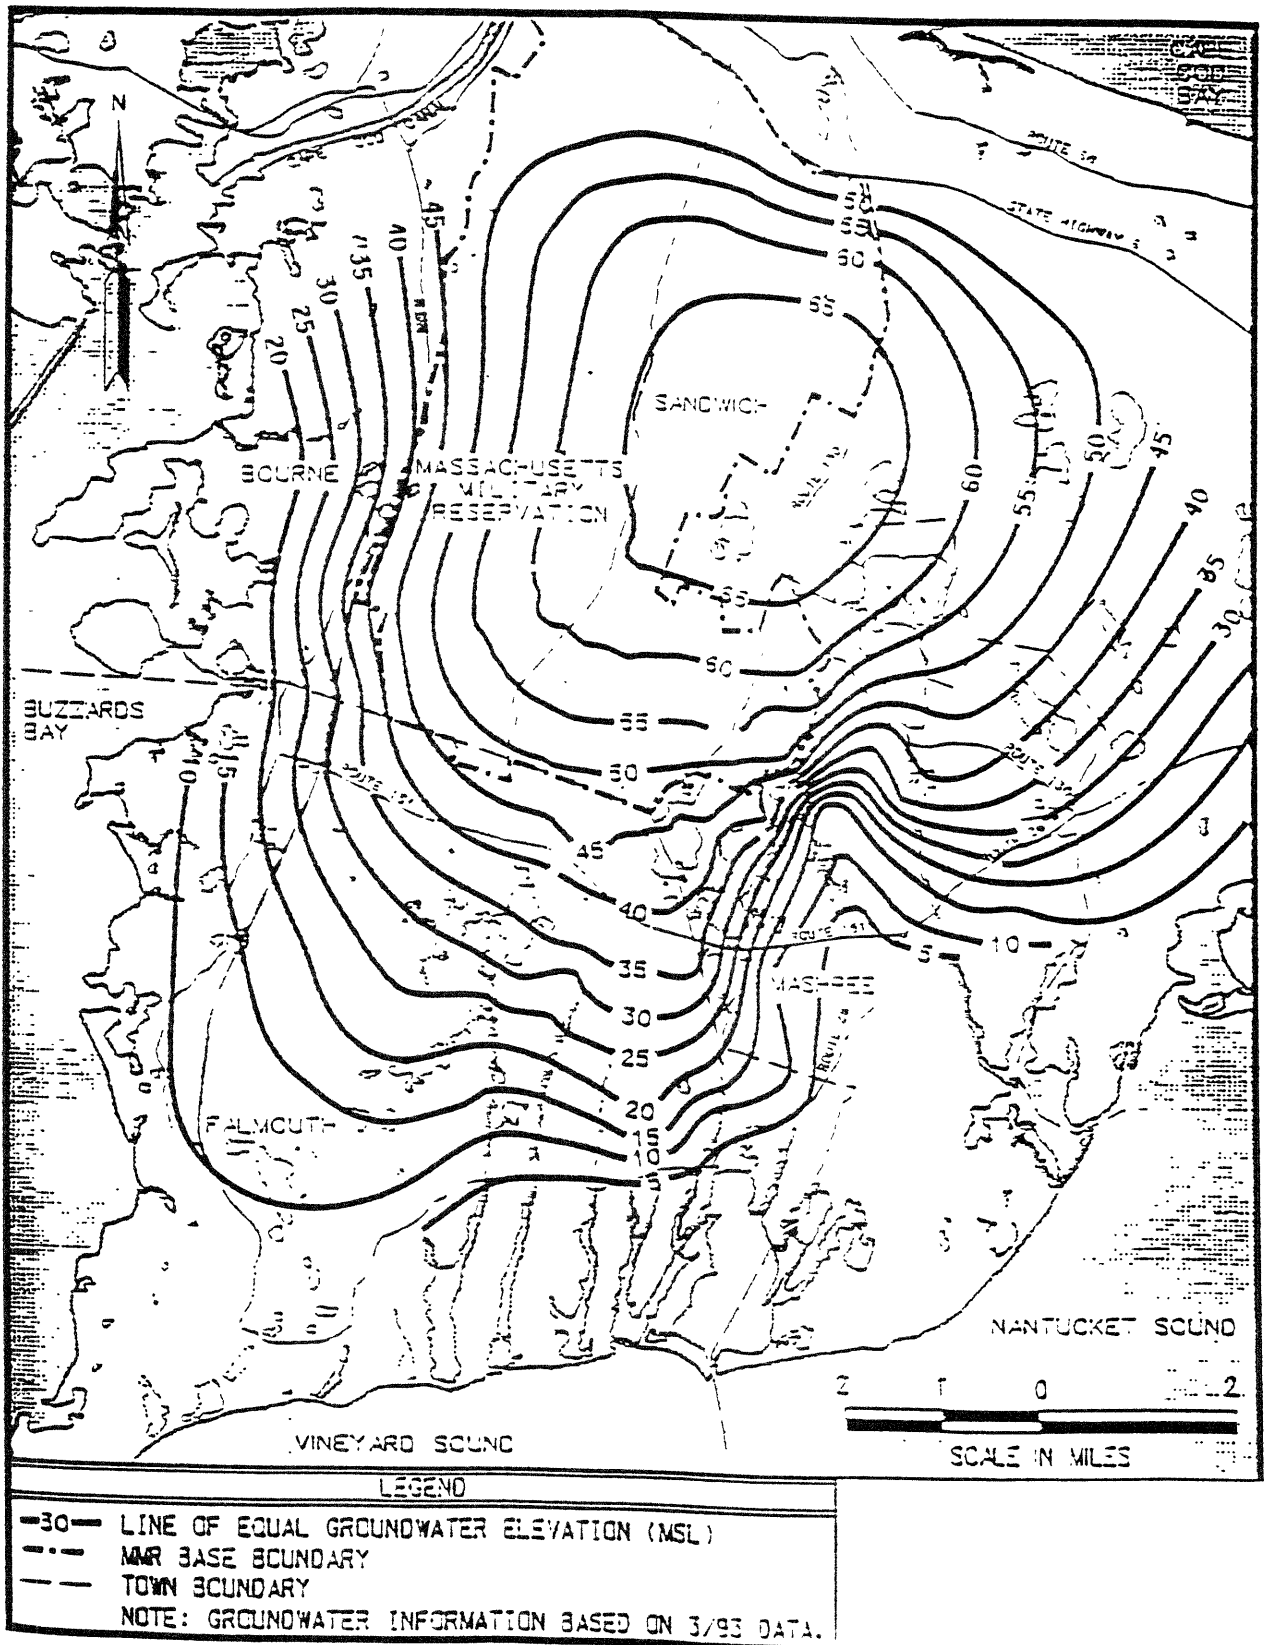 N
BAY
STATE HIGHWAY 6
45
40
35
30
25
20
60
65
SANDWICH
BOURNE
MASSACHUSETTS
MILITARY
RESERVATION
60
55
50
45
40
35
30
65
60
55
50
BUZZARDS
BAY
10
15
ROUTE 151
45
40
35
30
25
20
15
10
5
ROUTE 151
5
10
MASHPEE
FALMOUTH
NANTUCKET SOUND
VINEYARD SOUND
2 1 0 2
SCALE IN MILES
LEGEND
30 LINE OF EQUAL GROUNDWATER ELEVATION (MSL)
MMR BASE BOUNDARY
TOWN BOUNDARY
NOTE: GROUNDWATER INFORMATION BASED ON 3/93 DATA.